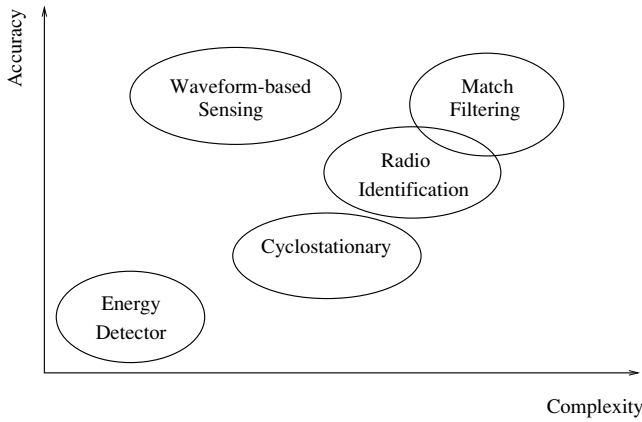 Accuracy
Waveform-based
Sensing
Match
Filtering
Radio
Identification
Cyclostationary
Energy
Detector
Complexity